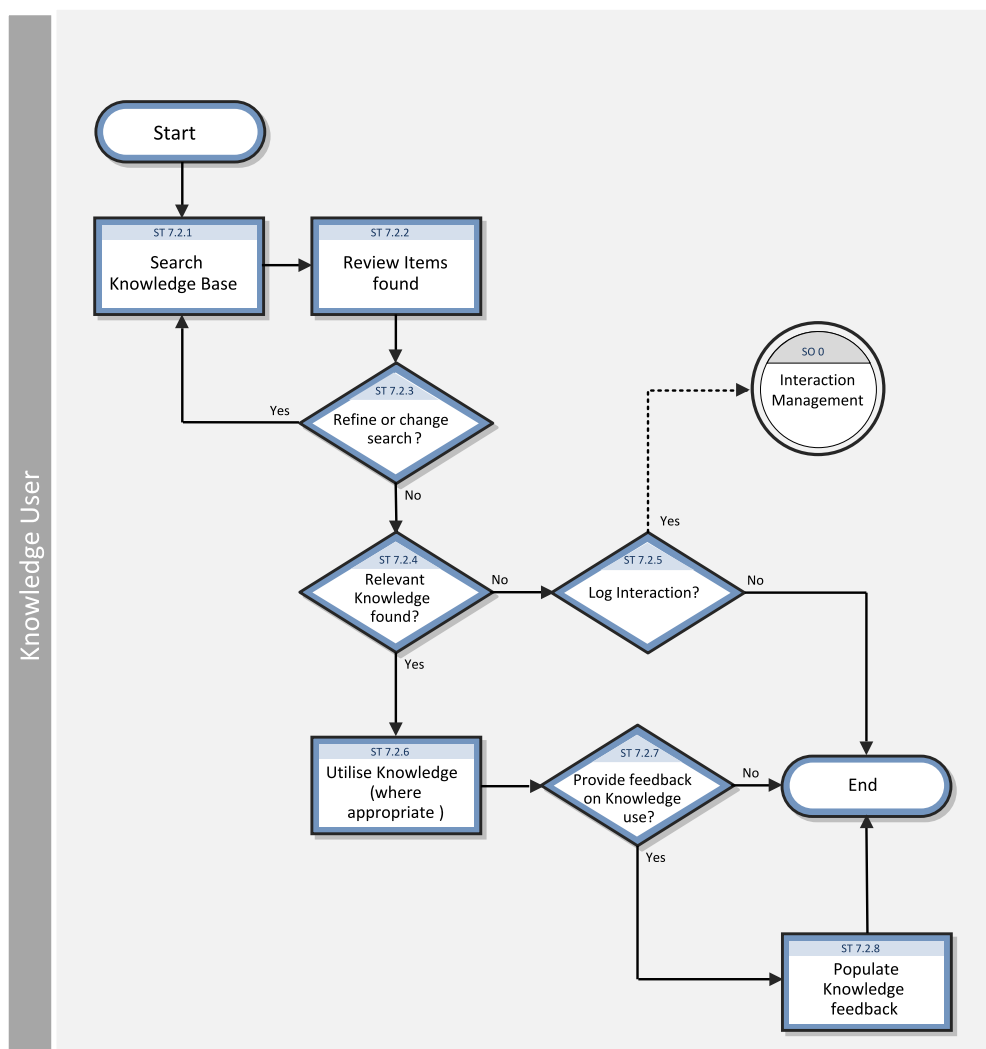 Knowledge User
Start
ST 7.2.1
Search
Knowledge Base
ST 7.2.2
Review Items
found
ST 7.2.3
Refine or change
search ?
Yes
No
SO 0
Interaction
Management
ST 7.2.4
Relevant
Knowledge
found?
No
Yes
ST 7.2.5
Log Interaction?
Yes
No
ST 7.2.6
Utilise Knowledge
(where
appropriate )
ST 7.2.7
Provide feedback
on Knowledge
use?
No
Yes
End
ST 7.2.8
Populate
Knowledge
feedback